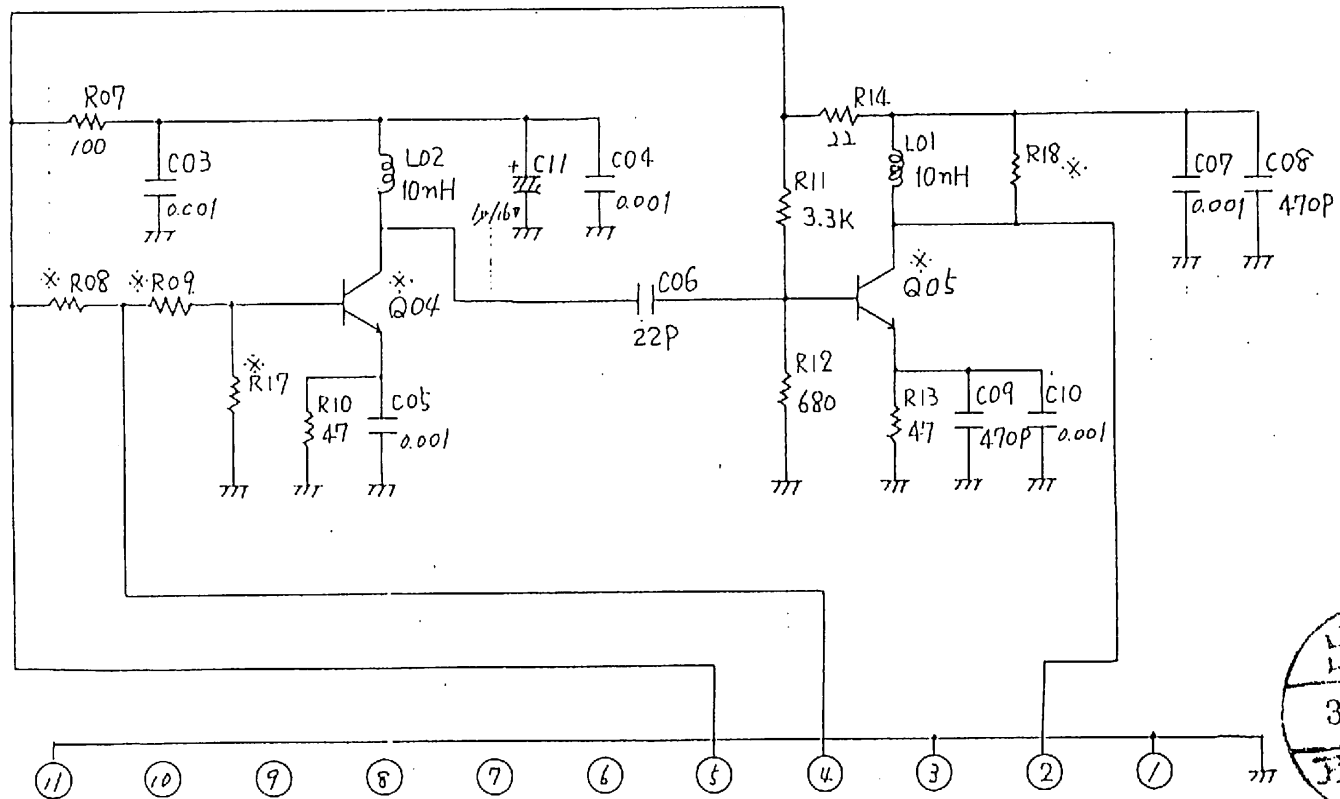 R07
100
C03
0.001
L02
10nH
C11
+
1μ/16V
C04
0.001
R14
22
L01
10nH
R18 ※
R11
3.3K
C07
0.001
C08
470P
※ R08
※ R09
※ R17
※ Q04
C06
22P
※ Q05
R10
47
C05
0.001
R12
680
R13
47
C09
470P
C10
0.001
⑪ ⑩ ⑨ ⑧ ⑦ ⑥ ⑤ ④ ③ ② ①
3